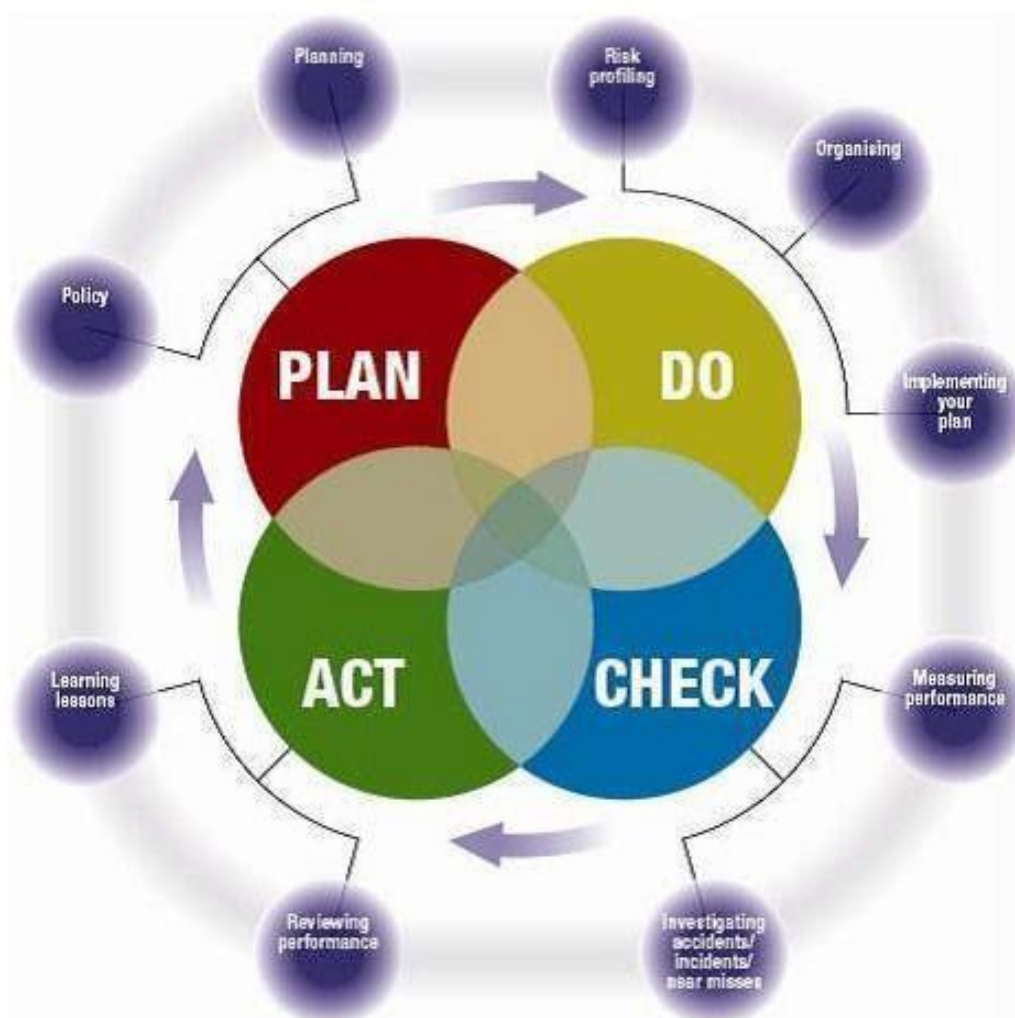 Planning
Risk
profiling
Organising
Policy
PLAN
DO
Implementing
your
plan
ACT
CHECK
Learning
lessons
Measuring
performance
Reviewing
performance
Investigating
accidents/
incidents/
near misses